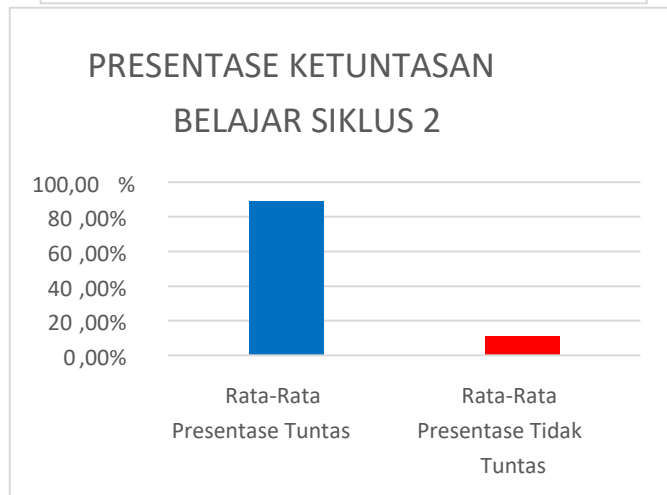 PRESENTASE KETUNTASAN
BELAJAR SIKLUS 2
100,00 %
80 ,00%
60 ,00%
40 ,00%
20 ,00%
0,00%
Rata-Rata
Presentase Tuntas
Rata-Rata
Presentase Tidak
Tuntas